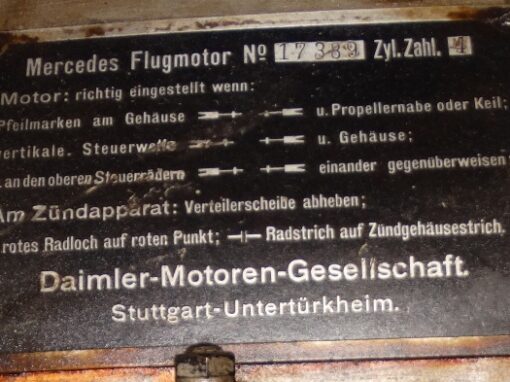 Mercedes Flugmotor No 17389 Zyl. Zahl. 4
Motor: richtig eingestellt wenn:
Pfeilmarken am Gehäuse u. Propellernabe oder Keil;
vertikale. Steuerwelle u. Gehäuse;
an den oberen Steuerrädern einander gegenüberweisen
Am Zündapparat: Verteilerscheibe abheben;
rotes Radloch auf roten Punkt; Radstrich auf Zündgehäusestrich.
Daimler-Motoren-Gesellschaft.
Stuttgart-Untertürkheim.